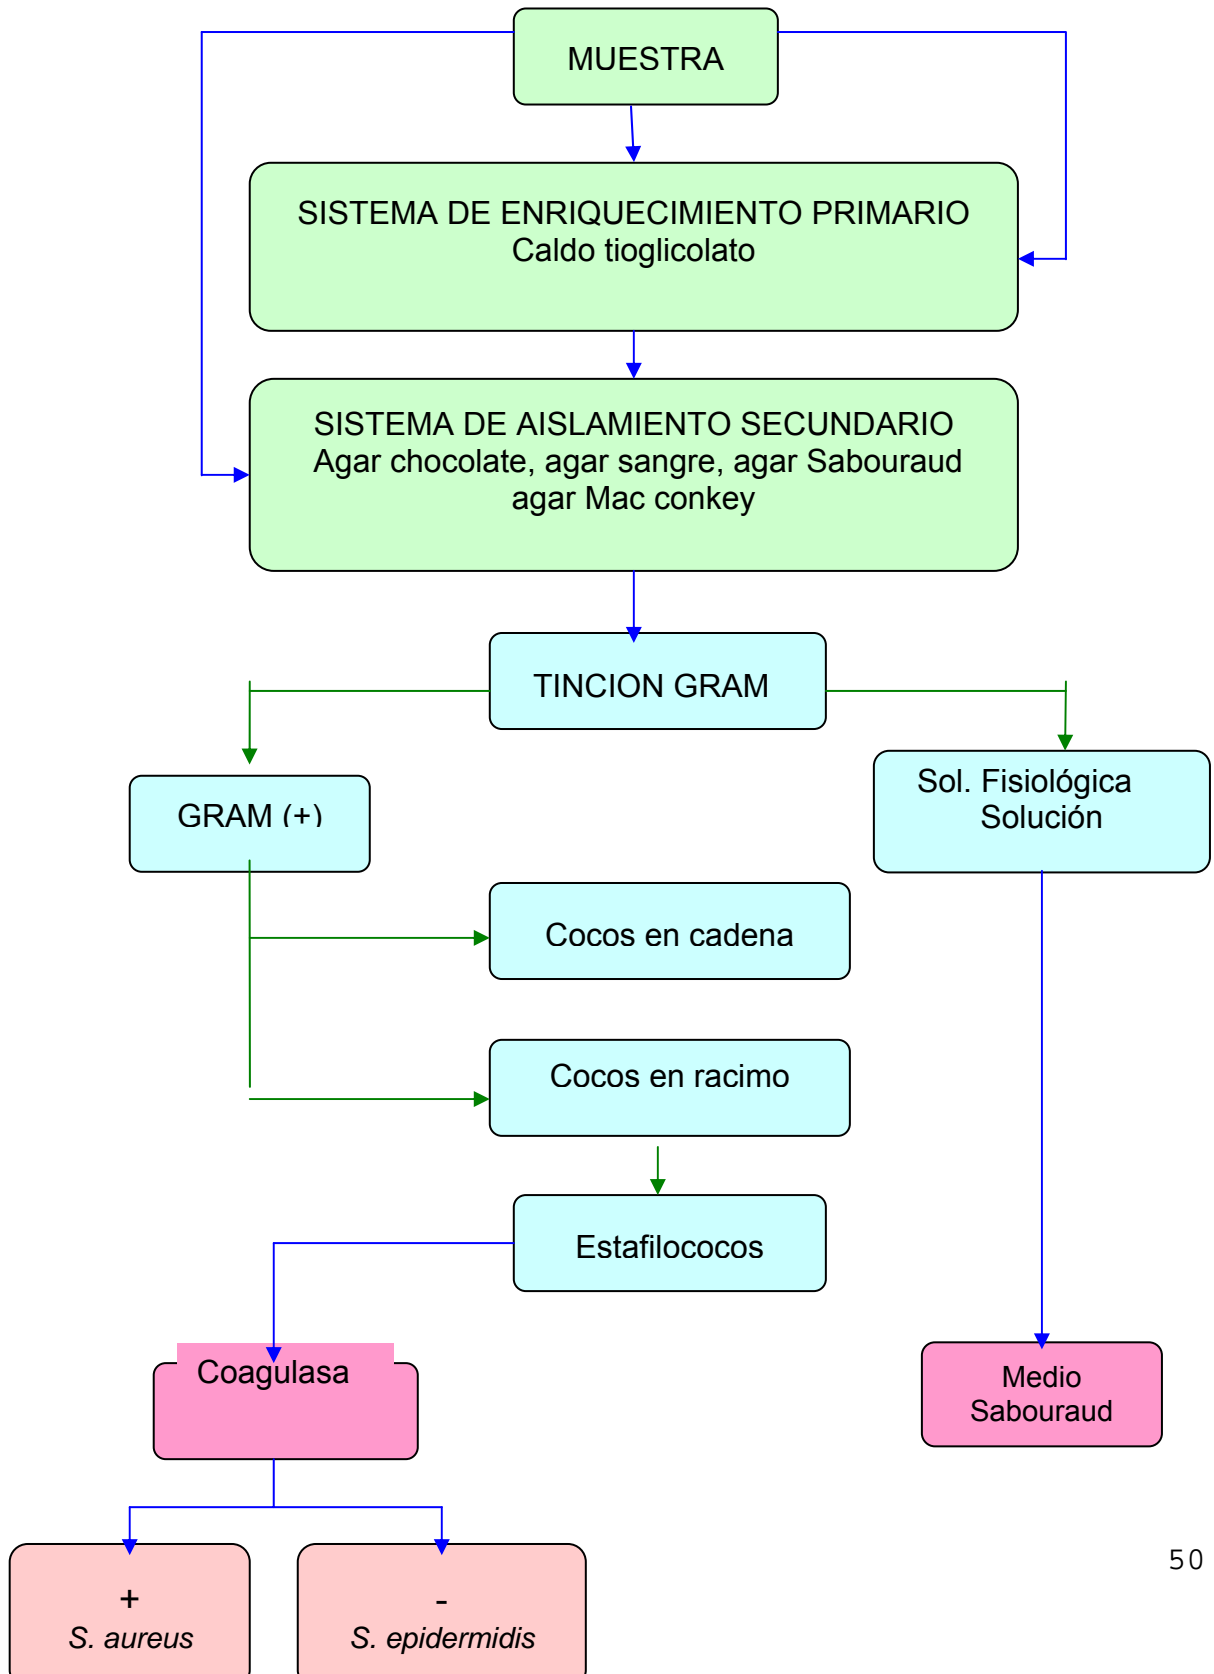 MUESTRA
SISTEMA DE ENRIQUECIMIENTO PRIMARIO
Caldo tioglicolato
SISTEMA DE AISLAMIENTO SECUNDARIO
Agar chocolate, agar sangre, agar Sabouraud
agar Mac conkey
TINCION GRAM
GRAM (+)
Sol. Fisiológica
Solución
Cocos en cadena
Cocos en racimo
Estafilococos
Coagulasa
Medio
Sabouraud
+
S. aureus
-
S. epidermidis
50